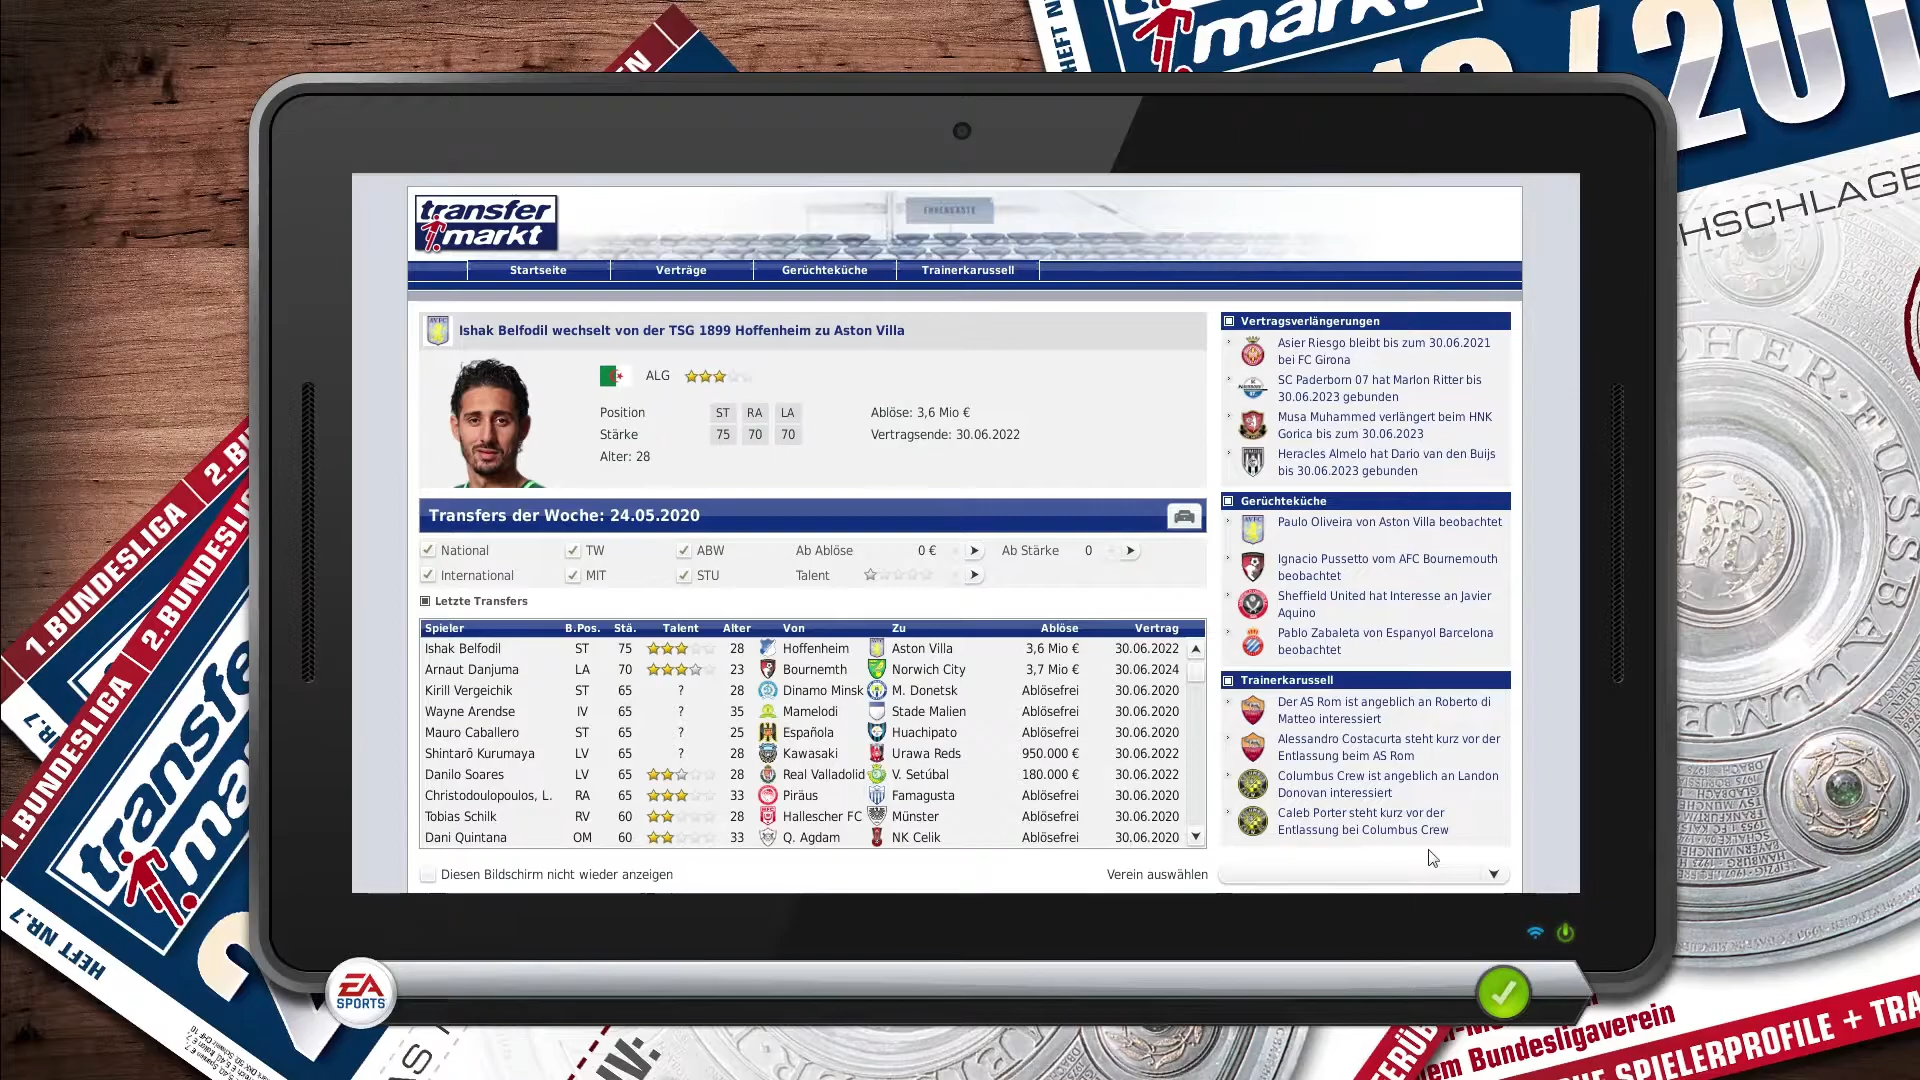 transfer
markt
EHRENGÄSTE
Startseite
Verträge
Gerüchteküche
Trainerkarussell
Ishak Belfodil wechselt von der TSG 1899 Hoffenheim zu Aston Villa
ALG
Position ST RA LA
Stärke 75 70 70
Alter: 28
Ablöse: 3,6 Mio €
Vertragsende: 30.06.2022
Transfers der Woche: 24.05.2020
National TW ABW Ab Ablöse 0 € Ab Stärke 0
International MIT STU Talent
Letzte Transfers
Spieler B.Pos. Stä. Talent Alter Von Zu Ablöse Vertrag
Ishak Belfodil ST 75 28 Hoffenheim Aston Villa 3,6 Mio € 30.06.2022
Arnaut Danjuma LA 70 23 Bournemth Norwich City 3,7 Mio € 30.06.2024
Kirill Vergeichik ST 65 ? 28 Dinamo Minsk M. Donetsk Ablösefrei 30.06.2020
Wayne Arendse IV 65 ? 35 Mamelodi Stade Malien Ablösefrei 30.06.2020
Mauro Caballero ST 65 ? 25 Española Huachipato Ablösefrei 30.06.2020
Shintarō Kurumaya LV 65 ? 28 Kawasaki Urawa Reds 950.000 € 30.06.2022
Danilo Soares LV 65 28 Real Valladolid V. Setúbal 180.000 € 30.06.2022
Christodoulopoulos, L. RA 65 33 Piräus Famagusta Ablösefrei 30.06.2020
Tobias Schilk RV 60 28 Hallescher FC Münster Ablösefrei 30.06.2020
Dani Quintana OM 60 33 Q. Agdam NK Celik Ablösefrei 30.06.2020
Diesen Bildschirm nicht wieder anzeigen
Verein auswählen
Vertragsverlängerungen
Asier Riesgo bleibt bis zum 30.06.2021
bei FC Girona
SC Paderborn 07 hat Marlon Ritter bis
30.06.2023 gebunden
Musa Muhammed verlängert beim HNK
Gorica bis zum 30.06.2023
Heracles Almelo hat Dario van den Buijs
bis 30.06.2023 gebunden
Gerüchteküche
Paulo Oliveira von Aston Villa beobachtet
Ignacio Pussetto vom AFC Bournemouth
beobachtet
Sheffield United hat Interesse an Javier
Aquino
Pablo Zabaleta von Espanyol Barcelona
beobachtet
Trainerkarussell
Der AS Rom ist angeblich an Roberto di
Matteo interessiert
Alessandro Costacurta steht kurz vor der
Entlassung beim AS Rom
Columbus Crew ist angeblich an Landon
Donovan interessiert
Caleb Porter steht kurz vor der
Entlassung bei Columbus Crew
EA
SPORTS
1.BUNDESLIGA
2.BUNDESLIGA
1.BUNDESLIGA
HEFT NR.7
markt
em Bundesligaverein
SPIELERPROFILE + TRA